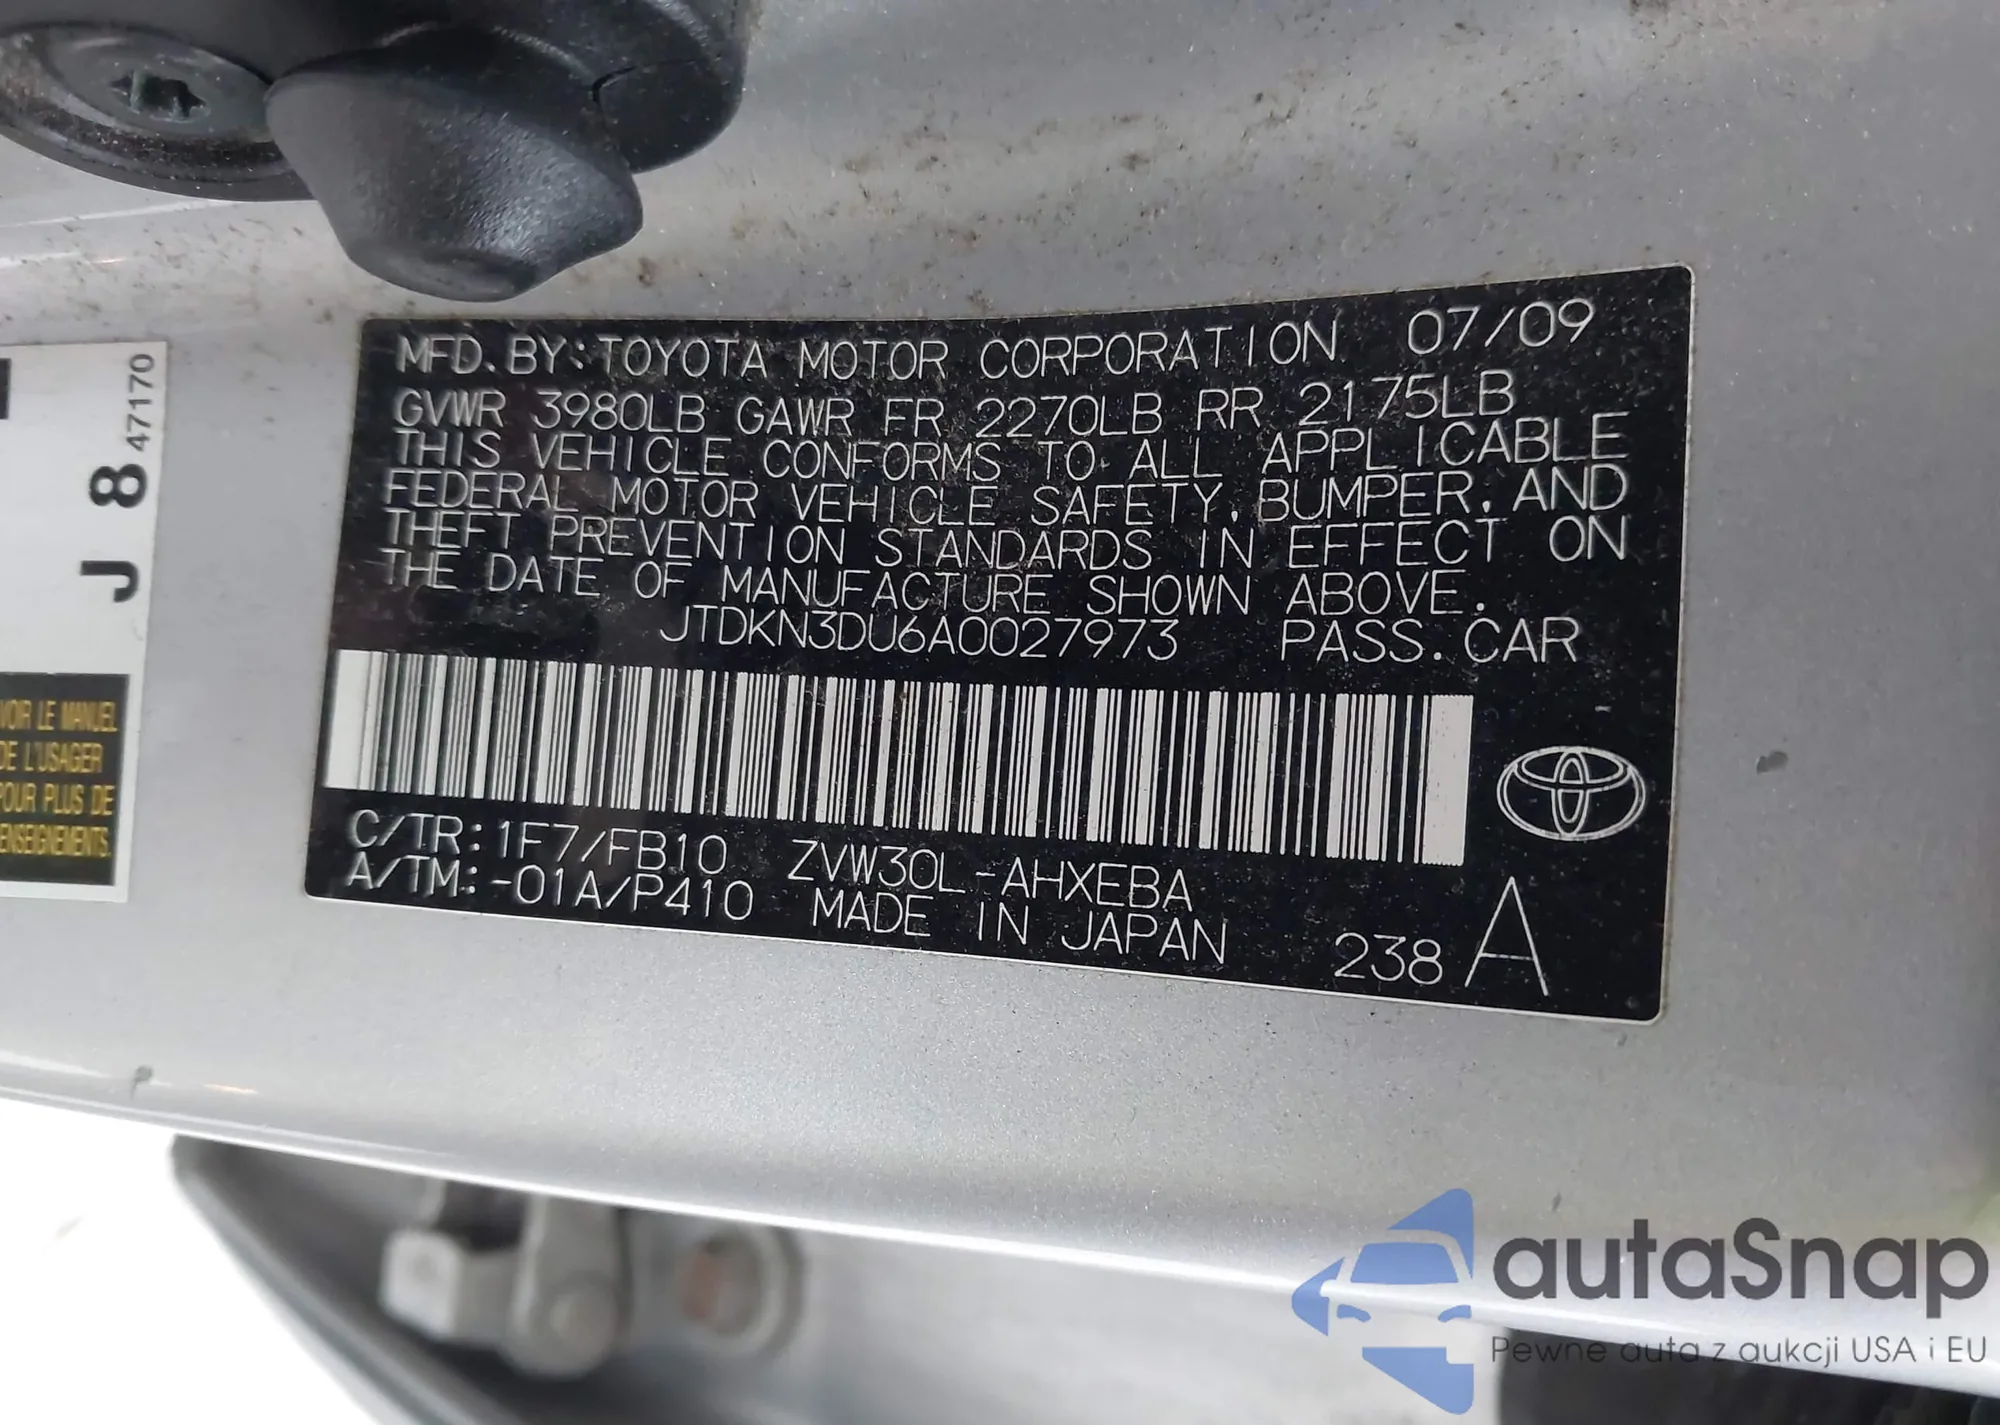 MFD. BY: TOYOTA MOTOR CORPORATION 07/09
GVWR 3980LB GAWR FR 2270LB RR 2175LB
THIS VEHICLE CONFORMS TO ALL APPLICABLE
FEDERAL MOTOR VEHICLE SAFETY, BUMPER, AND
THEFT PREVENTION STANDARDS IN EFFECT ON
THE DATE OF MANUFACTURE SHOWN ABOVE.
JTDKN3DU6A0027973 PASS. CAR
C/TR: 1F7/FB10 ZVW30L-AHXEBA
A/TM: -01A/P410 MADE IN JAPAN
238 A
J 8 47170
VOIR LE MANUEL
DE L'USAGER
POUR PLUS DE
autaSnap
Pewne auta z aukcji USA i EU